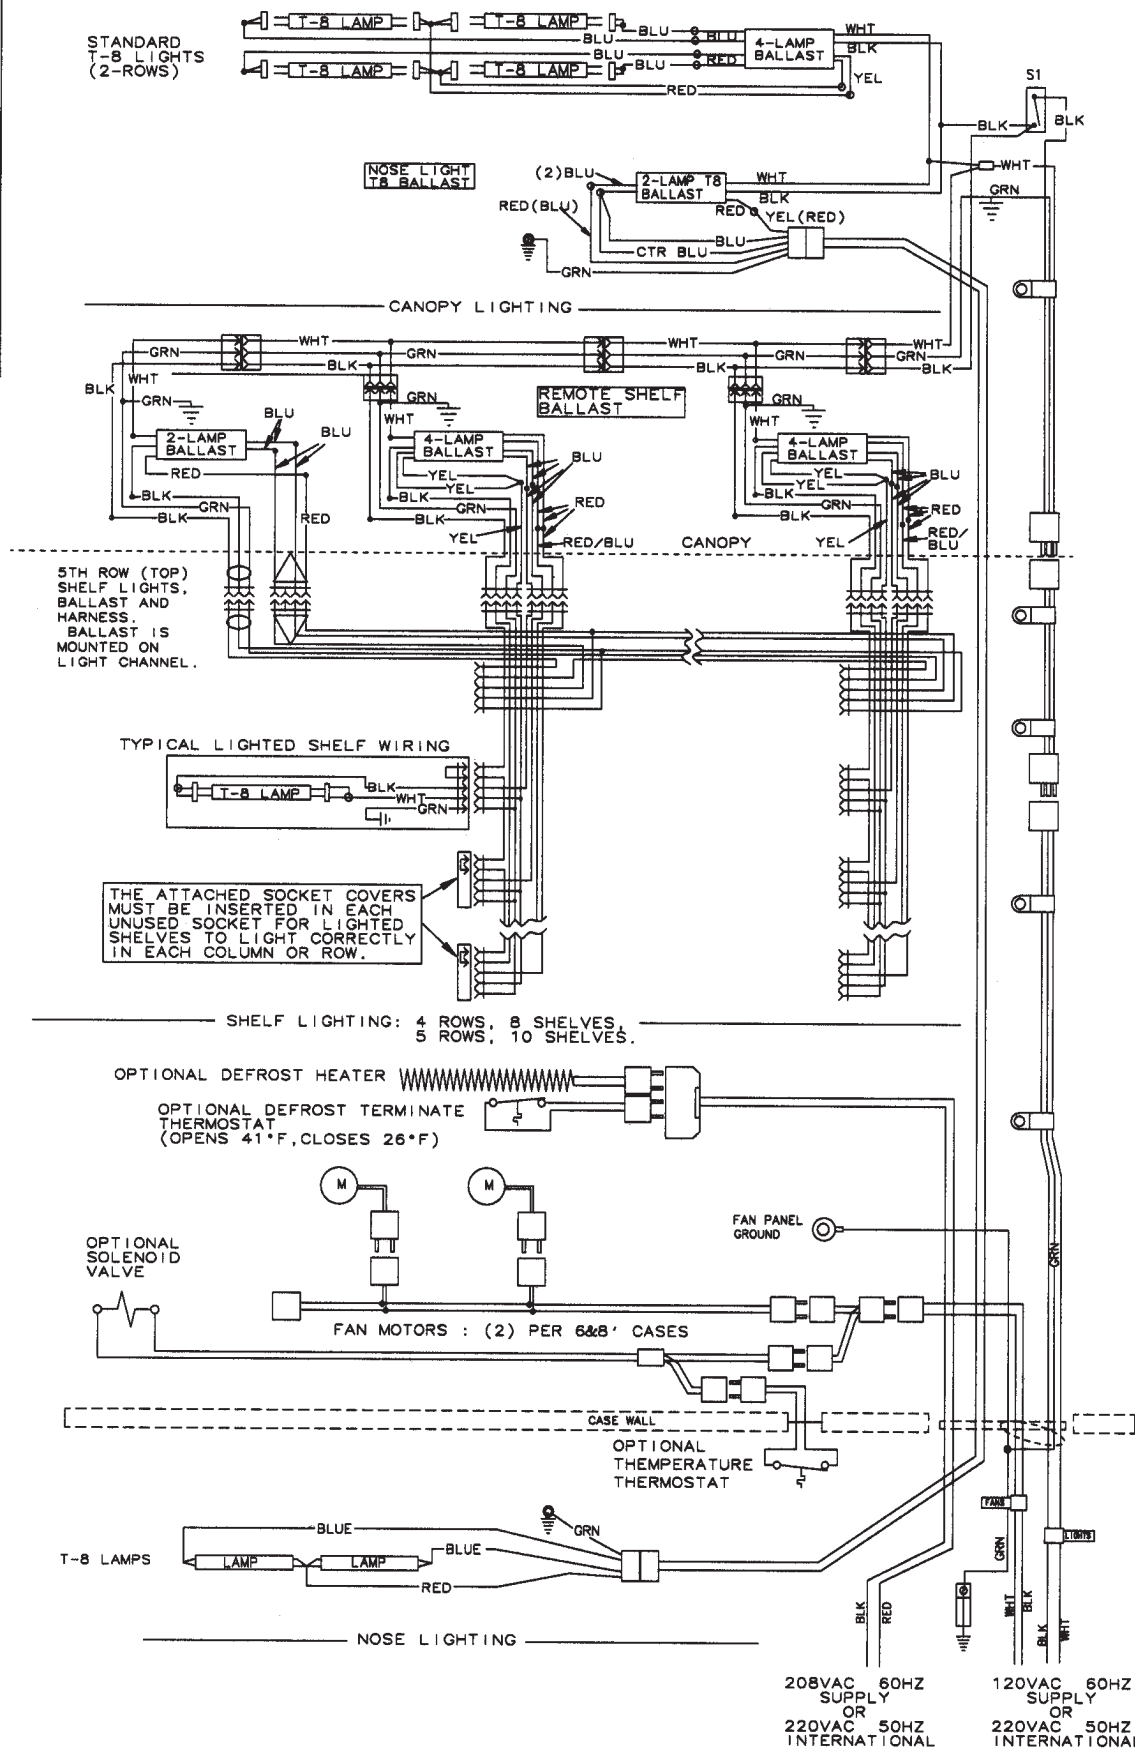 STANDARD
T-8 LIGHTS
(2-ROWS)
T-8 LAMP
T-8 LAMP
T-8 LAMP
T-8 LAMP
BLU
BLU
BLU
BLU
BLU
RED
RED
4-LAMP
BALLAST
WHT
BLK
YEL
S1
BLK
BLK
WHT
GRN
NOSE LIGHT
T8 BALLAST
(2)BLU
2-LAMP T8
BALLAST
WHT
BLK
RED
YEL(RED)
RED(BLU)
BLU
CTR BLU
GRN
CANOPY LIGHTING
WHT
GRN
BLK
WHT
GRN
BLK
WHT
GRN
GRN
BLK
BLK
WHT
GRN
REMOTE SHELF
BALLAST
GRN
WHT
GRN
WHT
BLU
BLU
2-LAMP
BALLAST
RED
BLK
GRN
BLK
RED
4-LAMP
BALLAST
YEL
YEL
BLK
GRN
BLK
YEL
BLU
RED
RED/BLU
4-LAMP
BALLAST
YEL
YEL
BLK
GRN
BLK
YEL
BLU
RED
RED/
BLU
CANOPY
5TH ROW (TOP)
SHELF LIGHTS,
BALLAST AND
HARNESS.
BALLAST IS
MOUNTED ON
LIGHT CHANNEL.
TYPICAL LIGHTED SHELF WIRING
T-8 LAMP
BLK
WHT
GRN
THE ATTACHED SOCKET COVERS
MUST BE INSERTED IN EACH
UNUSED SOCKET FOR LIGHTED
SHELVES TO LIGHT CORRECTLY
IN EACH COLUMN OR ROW.
SHELF LIGHTING: 4 ROWS, 8 SHELVES,
5 ROWS, 10 SHELVES.
OPTIONAL DEFROST HEATER
OPTIONAL DEFROST TERMINATE
THERMOSTAT
(OPENS 41°F,CLOSES 26°F)
M
M
FAN PANEL
GROUND
GRN
OPTIONAL
SOLENOID
VALVE
FAN MOTORS : (2) PER 6&8' CASES
CASE WALL
OPTIONAL
THEMPERATURE
THERMOSTAT
FANS
LIGHTS
T-8 LAMPS
BLUE
LAMP
LAMP
BLUE
RED
GRN
GRN
BLK
RED
WHT
BLK
BLK
WHT
NOSE LIGHTING
208VAC 60HZ
SUPPLY
OR
220VAC 50HZ
INTERNATIONAL
120VAC 60HZ
SUPPLY
OR
220VAC 50HZ
INTERNATIONAL